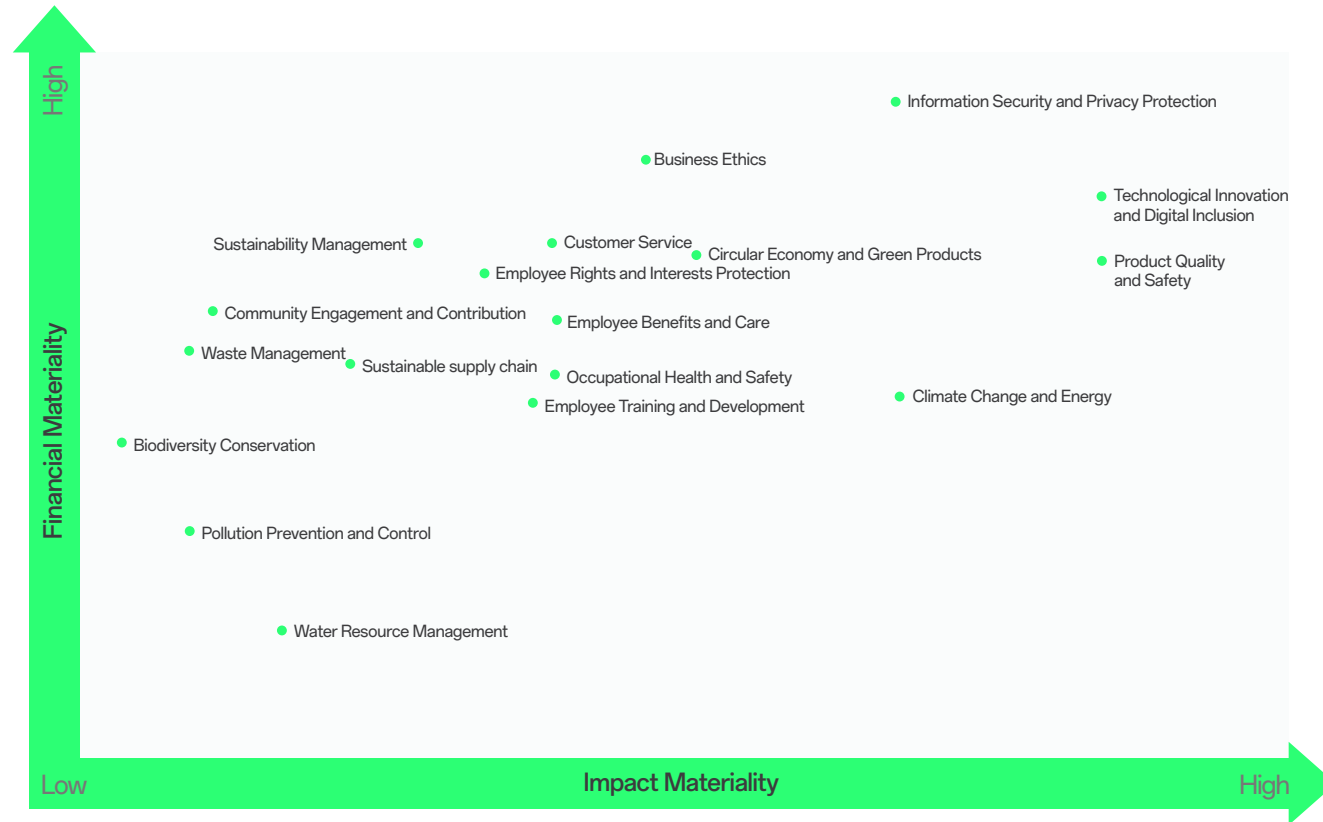 High
Information Security and Privacy Protection
Business Ethics
Technological Innovation
and Digital Inclusion
Sustainability Management
Customer Service
Circular Economy and Green Products
Product Quality
and Safety
Employee Rights and Interests Protection
Community Engagement and Contribution
Employee Benefits and Care
Waste Management
Sustainable supply chain
Occupational Health and Safety
Climate Change and Energy
Employee Training and Development
Financial Materiality
Biodiversity Conservation
Pollution Prevention and Control
Water Resource Management
Low
Impact Materiality
High